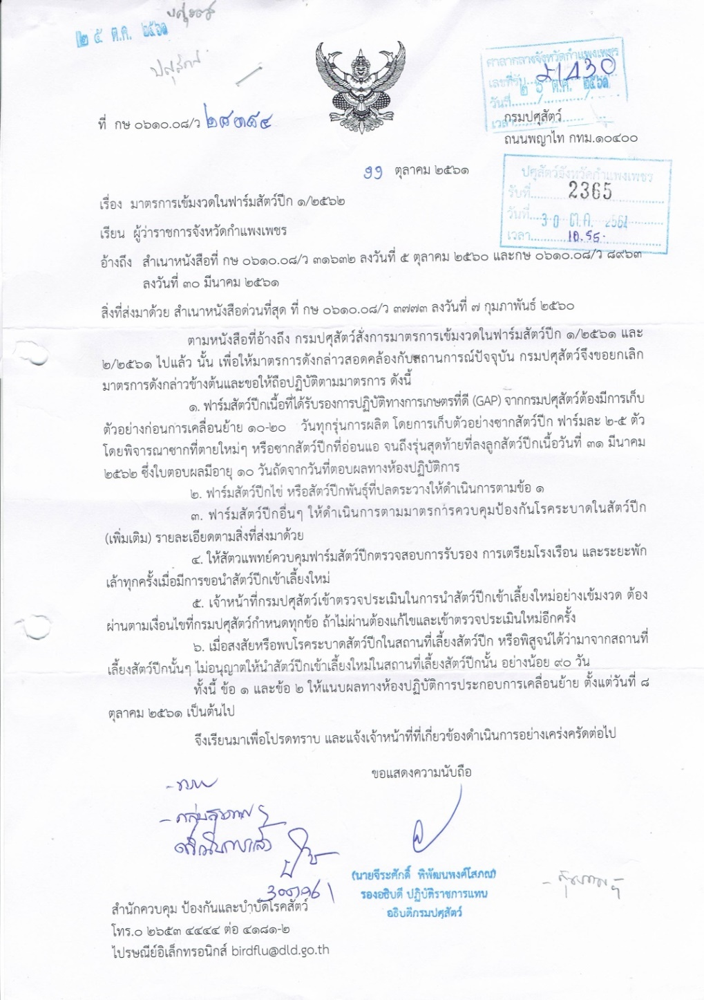 ๒๕ ต.ค. ๒๕๖๑
ปศุสัตว์
ศาลากลางจังหวัดกำแพงเพชร
เลขที่รับ
วันที่ ๒๕ ต.ค. ๒๕๖๑
เวลา
ที่ กษ ๐๖๑๐.๐๘/ว
กรมปศุสัตว์
ถนนพญาไท กทม.๑๐๔๐๐
๑๑ ตุลาคม ๒๕๖๑
ปศุสัตว์จังหวัดกำแพงเพชร
รับที่ 2365
วันที่ 30 ต.ค. 2561
เวลา 10.55
เรื่อง มาตรการเข้มงวดในฟาร์มสัตว์ปีก ๑/๒๕๖๒
เรียน ผู้ว่าราชการจังหวัดกำแพงเพชร
อ้างถึง สำเนาหนังสือที่ กษ ๐๖๑๐.๐๘/ว ๓๑๖๓๒ ลงวันที่ ๕ ตุลาคม ๒๕๖๐ และกษ ๐๖๑๐.๐๘/ว ๘๙๖๓
ลงวันที่ ๓๐ มีนาคม ๒๕๖๑
สิ่งที่ส่งมาด้วย สำเนาหนังสือด่วนที่สุด ที่ กษ ๐๖๑๐.๐๘/ว ๓๗๗๓ ลงวันที่ ๗ กุมภาพันธ์ ๒๕๖๐
ตามหนังสือที่อ้างถึง กรมปศุสัตว์สั่งการมาตรการเข้มงวดในฟาร์มสัตว์ปีก ๑/๒๕๖๑ และ
๒/๒๕๖๑ ไปแล้ว นั้น เพื่อให้มาตรการดังกล่าวสอดคล้องกับสถานการณ์ปัจจุบัน กรมปศุสัตว์จึงขอยกเลิก
มาตรการดังกล่าวข้างต้นและขอให้ถือปฏิบัติตามมาตรการ ดังนี้
๑. ฟาร์มสัตว์ปีกเนื้อที่ได้รับรองการปฏิบัติทางการเกษตรที่ดี (GAP) จากกรมปศุสัตว์ต้องมีการเก็บ
ตัวอย่างก่อนการเคลื่อนย้าย ๑๐-๒๐ วันทุกรุ่นการผลิต โดยการเก็บตัวอย่างซากสัตว์ปีก ฟาร์มละ ๒-๕ ตัว
โดยพิจารณาซากที่ตายใหม่ๆ หรือซากสัตว์ปีกที่อ่อนแอ จนถึงรุ่นสุดท้ายที่ลงลูกสัตว์ปีกเนื้อวันที่ ๓๑ มีนาคม
๒๕๖๒ ซึ่งใบตอบผลมีอายุ ๑๐ วันถัดจากวันที่ตอบผลทางห้องปฏิบัติการ
๒. ฟาร์มสัตว์ปีกไข่ หรือสัตว์ปีกพันธุ์ที่ปลดระวางให้ดำเนินการตามข้อ ๑
๓. ฟาร์มสัตว์ปีกอื่นๆ ให้ดำเนินการตามมาตรการควบคุมป้องกันโรคระบาดในสัตว์ปีก
(เพิ่มเติม) รายละเอียดตามสิ่งที่ส่งมาด้วย
๔. ให้สัตวแพทย์ควบคุมฟาร์มสัตว์ปีกตรวจสอบการรับรอง การเตรียมโรงเรือน และระยะพัก
เล้าทุกครั้งเมื่อมีการขอนำสัตว์ปีกเข้าเลี้ยงใหม่
๕. เจ้าหน้าที่กรมปศุสัตว์เข้าตรวจประเมินในการนำสัตว์ปีกเข้าเลี้ยงใหม่อย่างเข้มงวด ต้อง
ผ่านตามเงื่อนไขที่กรมปศุสัตว์กำหนดทุกข้อ ถ้าไม่ผ่านต้องแก้ไขและเข้าตรวจประเมินใหม่อีกครั้ง
๖. เมื่อสงสัยหรือพบโรคระบาดสัตว์ปีกในสถานที่เลี้ยงสัตว์ปีก หรือพิสูจน์ได้ว่ามาจากสถานที่
เลี้ยงสัตว์ปีกนั้นๆ ไม่อนุญาตให้นำสัตว์ปีกเข้าเลี้ยงใหม่ในสถานที่เลี้ยงสัตว์ปีกนั้น อย่างน้อย ๙๐ วัน
ทั้งนี้ ข้อ ๑ และข้อ ๒ ให้แนบผลทางห้องปฏิบัติการประกอบการเคลื่อนย้าย ตั้งแต่วันที่ ๘
ตุลาคม ๒๕๖๑ เป็นต้นไป
จึงเรียนมาเพื่อโปรดทราบ และแจ้งเจ้าหน้าที่ที่เกี่ยวข้องดำเนินการอย่างเคร่งครัดต่อไป
ขอแสดงความนับถือ
(นายจีระศักดิ์ พิพัฒนพงศ์โสภณ)
รองอธิบดี ปฏิบัติราชการแทน
อธิบดีกรมปศุสัตว์
สำนักควบคุม ป้องกันและบำบัดโรคสัตว์
โทร.๐ ๒๖๕๓ ๔๔๔๔ ต่อ ๔๑๘๑-๒
ไปรษณีย์อิเล็กทรอนิกส์ birdflu@dld.go.th